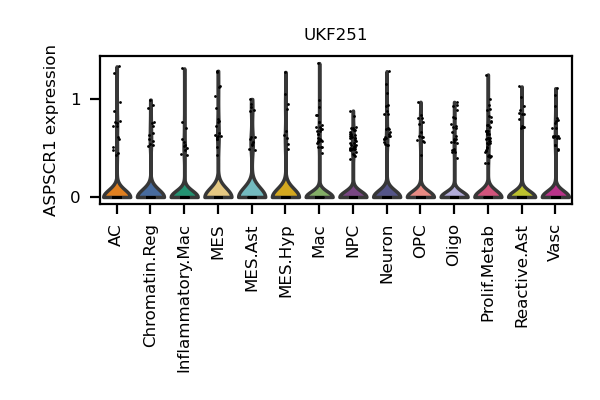 UKF251
ASPSCR1 expression
1
0
AC
Chromatin.Reg
Inflammatory.Mac
MES
MES.Ast
MES.Hyp
Mac
NPC
Neuron
OPC
Oligo
Prolif.Metab
Reactive.Ast
Vasc